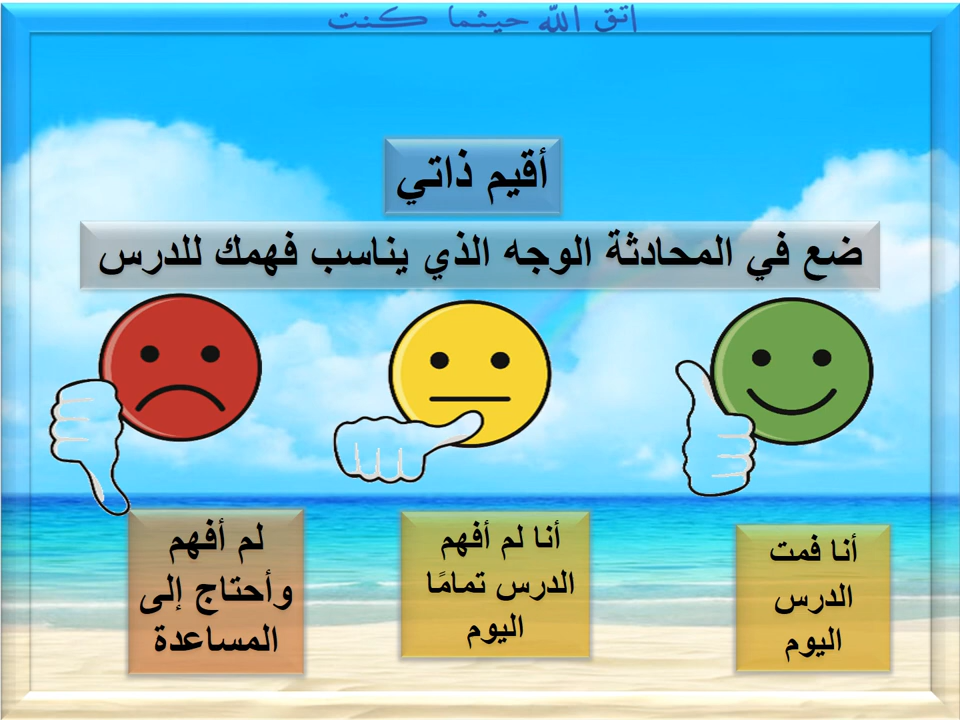 اتق الله حيثما كنت
أقيم ذاتي
ضع في المحادثة الوجه الذي يناسب فهمك للدرس
أنا فمت
الدرس
اليوم
أنا لم أفهم
الدرس تمامًا
اليوم
لم أفهم
وأحتاج إلى
المساعدة